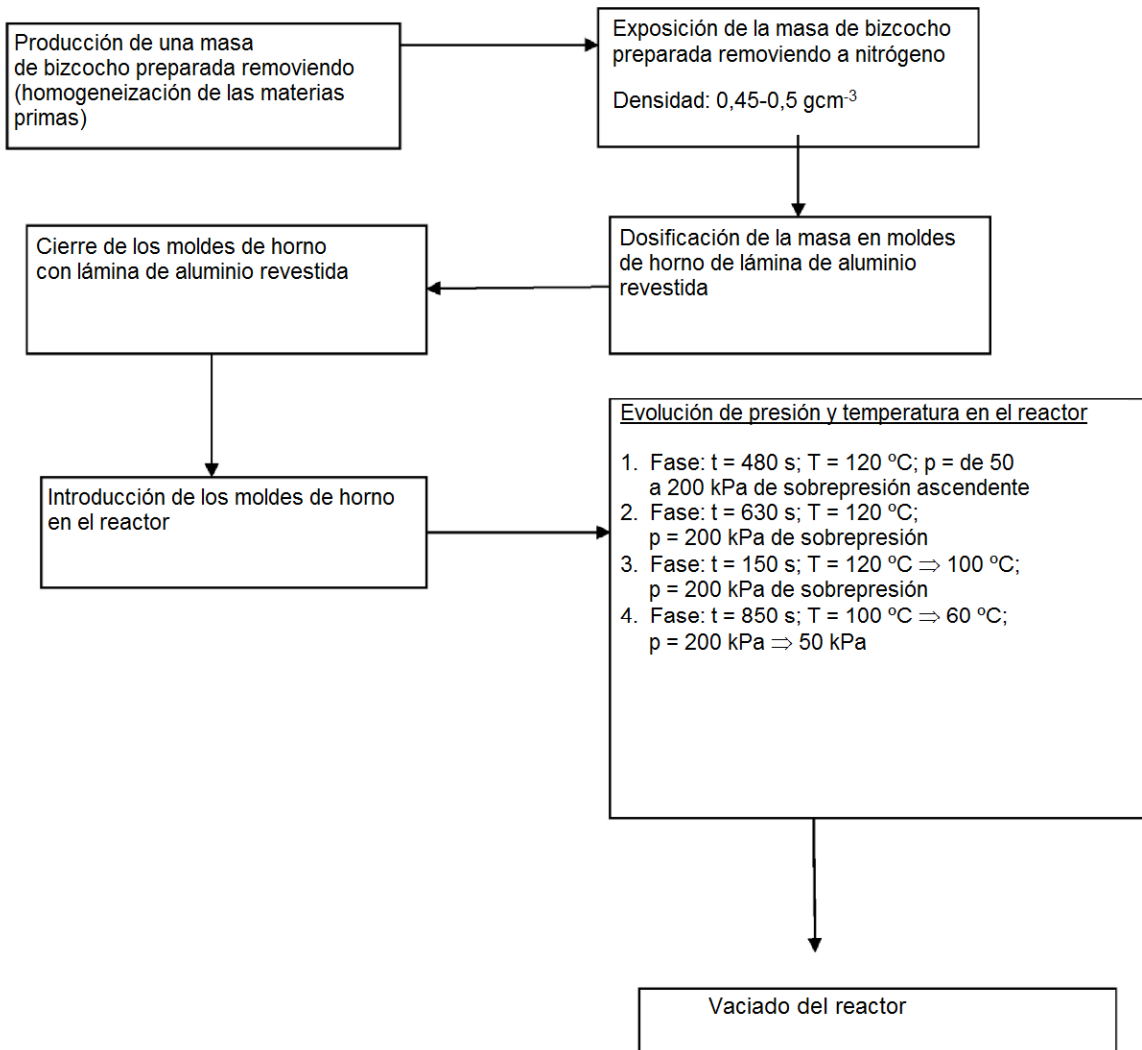 Producción de una masa
de bizcocho preparada removiendo
(homogeneización de las materias
primas)
Exposición de la masa de bizcocho
preparada removiendo a nitrógeno
Densidad: 0,45-0,5 gcm⁻³
Dosificación de la masa en moldes
de horno de lámina de aluminio
revestida
Cierre de los moldes de horno
con lámina de aluminio revestida
Introducción de los moldes de horno
en el reactor
Evolución de presión y temperatura en el reactor
1. Fase: t = 480 s; T = 120 ºC; p = de 50
a 200 kPa de sobrepresión ascendente
2. Fase: t = 630 s; T = 120 ºC;
p = 200 kPa de sobrepresión
3. Fase: t = 150 s; T = 120 ºC ⇒ 100 ºC;
p = 200 kPa de sobrepresión
4. Fase: t = 850 s; T = 100 ºC ⇒ 60 ºC;
p = 200 kPa ⇒ 50 kPa
Vaciado del reactor